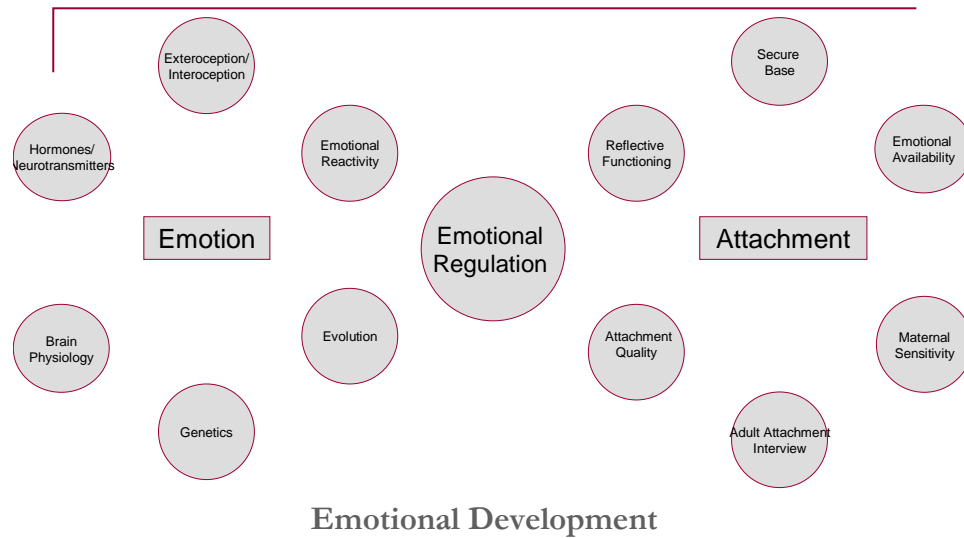 Exteroception/
Interoception
Secure
Base
Hormones/
Neurotransmitters
Emotional
Reactivity
Reflective
Functioning
Emotional
Availability
Emotion
Emotional
Regulation
Attachment
Brain
Physiology
Evolution
Attachment
Quality
Maternal
Sensitivity
Genetics
Adult Attachment
Interview
Emotional Development